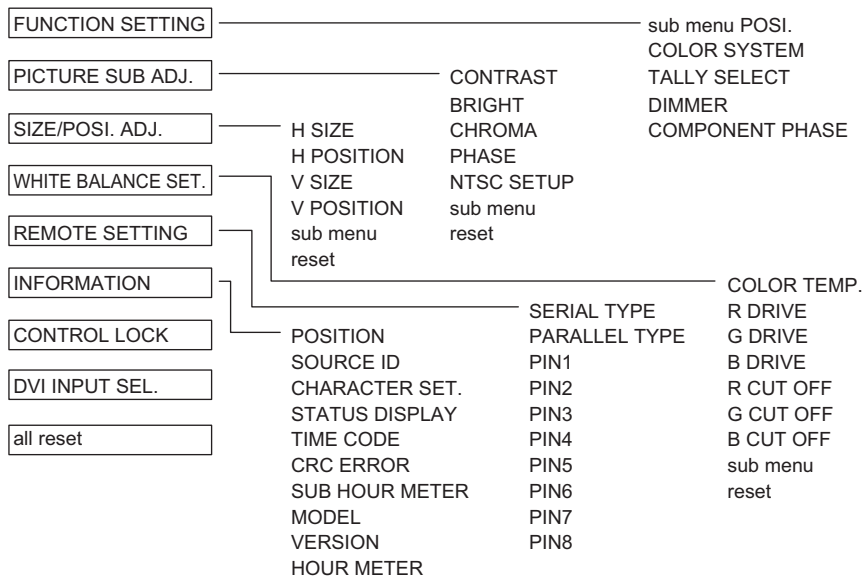 FUNCTION SETTING
sub menu POSI.
COLOR SYSTEM
TALLY SELECT
DIMMER
COMPONENT PHASE
PICTURE SUB ADJ.
CONTRAST
BRIGHT
CHROMA
PHASE
NTSC SETUP
sub menu
reset
SIZE/POSI. ADJ.
H SIZE
H POSITION
V SIZE
V POSITION
sub menu
reset
WHITE BALANCE SET.
COLOR TEMP.
R DRIVE
G DRIVE
B DRIVE
R CUT OFF
G CUT OFF
B CUT OFF
sub menu
reset
REMOTE SETTING
SERIAL TYPE
PARALLEL TYPE
PIN1
PIN2
PIN3
PIN4
PIN5
PIN6
PIN7
PIN8
INFORMATION
POSITION
SOURCE ID
CHARACTER SET.
STATUS DISPLAY
TIME CODE
CRC ERROR
SUB HOUR METER
MODEL
VERSION
HOUR METER
CONTROL LOCK
DVI INPUT SEL.
all reset